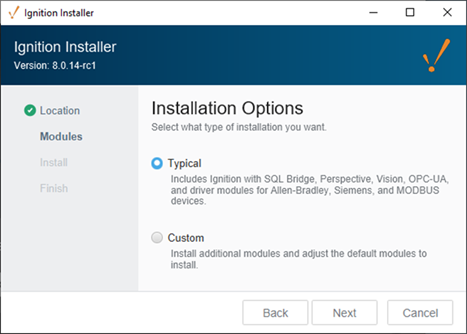 Ignition Installer
Ignition Installer
Version: 8.0.14-rc1
Location
Modules
Install
Finish
Installation Options
Select what type of installation you want.
Typical
Includes Ignition with SQL Bridge, Perspective, Vision, OPC-UA,
and driver modules for Allen-Bradley, Siemens, and MODBUS
devices.
Custom
Install additional modules and adjust the default modules to
install.
Back
Next
Cancel